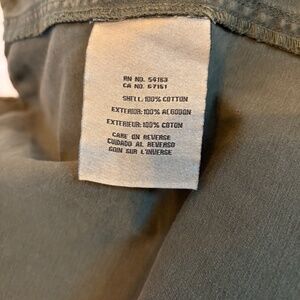 RN NO. 54163
CA NO. 67151
SHELL: 100% COTTON
EXTERIOR: 100% ALGODON
EXTERIEUR: 100% COTON
CARE ON REVERSE
CUIDADO AL REVERSO
SOIN SUR L'INVERSE